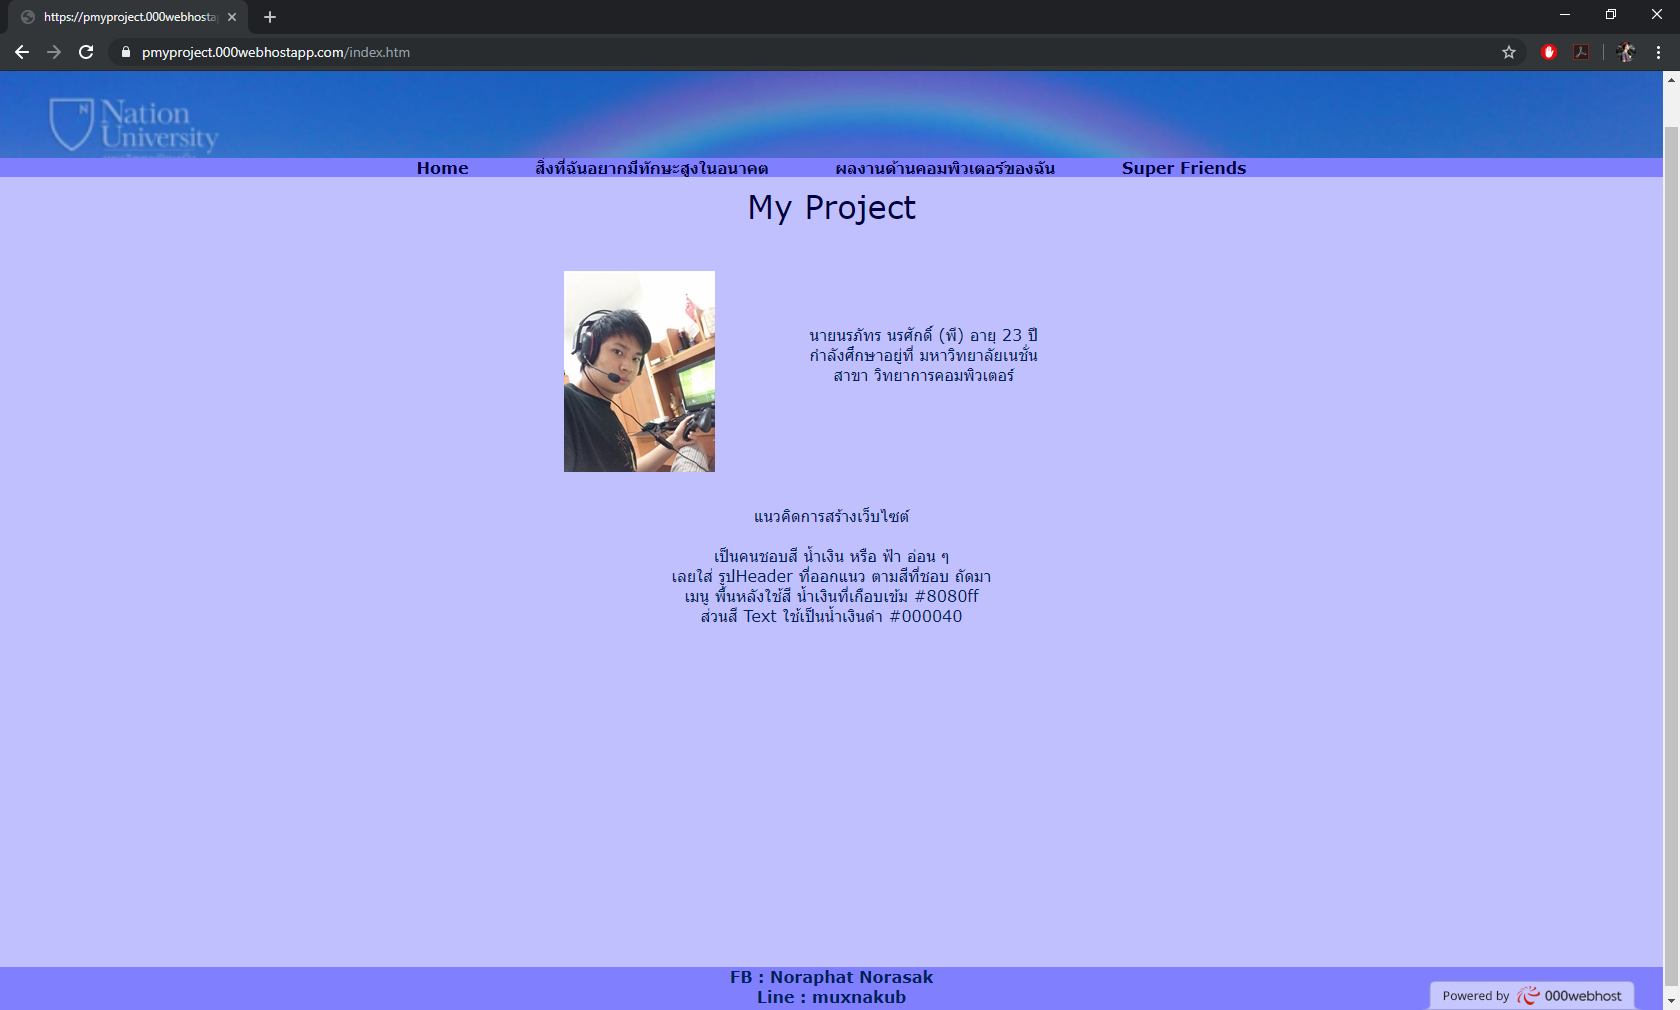 https://pmyproject.000webhosta
pmyproject.000webhostapp.com/index.htm
Nation
University
Home สิ่งที่ฉันอยากมีทักษะสูงในอนาคต ผลงานด้านคอมพิวเตอร์ของฉัน Super Friends
My Project
นายนรภัทร นรศักดิ์ (พี) อายุ 23 ปี
กำลังศึกษาอยู่ที่ มหาวิทยาลัยเนชั่น
สาขา วิทยาการคอมพิวเตอร์
แนวคิดการสร้างเว็บไซต์
เป็นคนชอบสี น้ำเงิน หรือ ฟ้า อ่อน ๆ
เลยใส่ รูปHeader ที่ออกแนว ตามสีที่ชอบ ถัดมา
เมนู พื้นหลังใช้สี น้ำเงินที่เกือบเข้ม #8080ff
ส่วนสี Text ใช้เป็นน้ำเงินดำ #000040
FB : Noraphat Norasak
Line : muxnakub
Powered by 000webhost